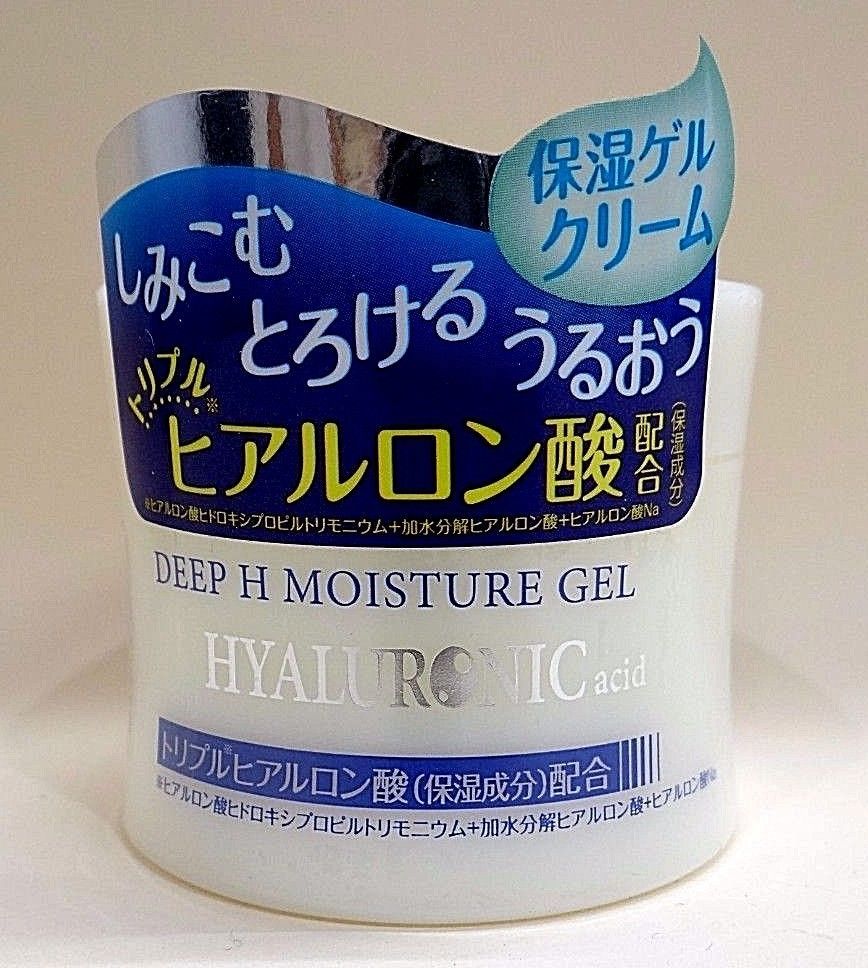 保湿ゲル
クリーム
しみこむ
とろける
うるおう
トリプル※
ヒアルロン酸配合(保湿成分)
※ヒアルロン酸ヒドロキシプロピルトリモニウム+加水分解ヒアルロン酸+ヒアルロン酸Na
DEEP H MOISTURE GEL
HYALURONIC acid
トリプル※ヒアルロン酸(保湿成分)配合
※ヒアルロン酸ヒドロキシプロピルトリモニウム+加水分解ヒアルロン酸+ヒアルロン酸Na